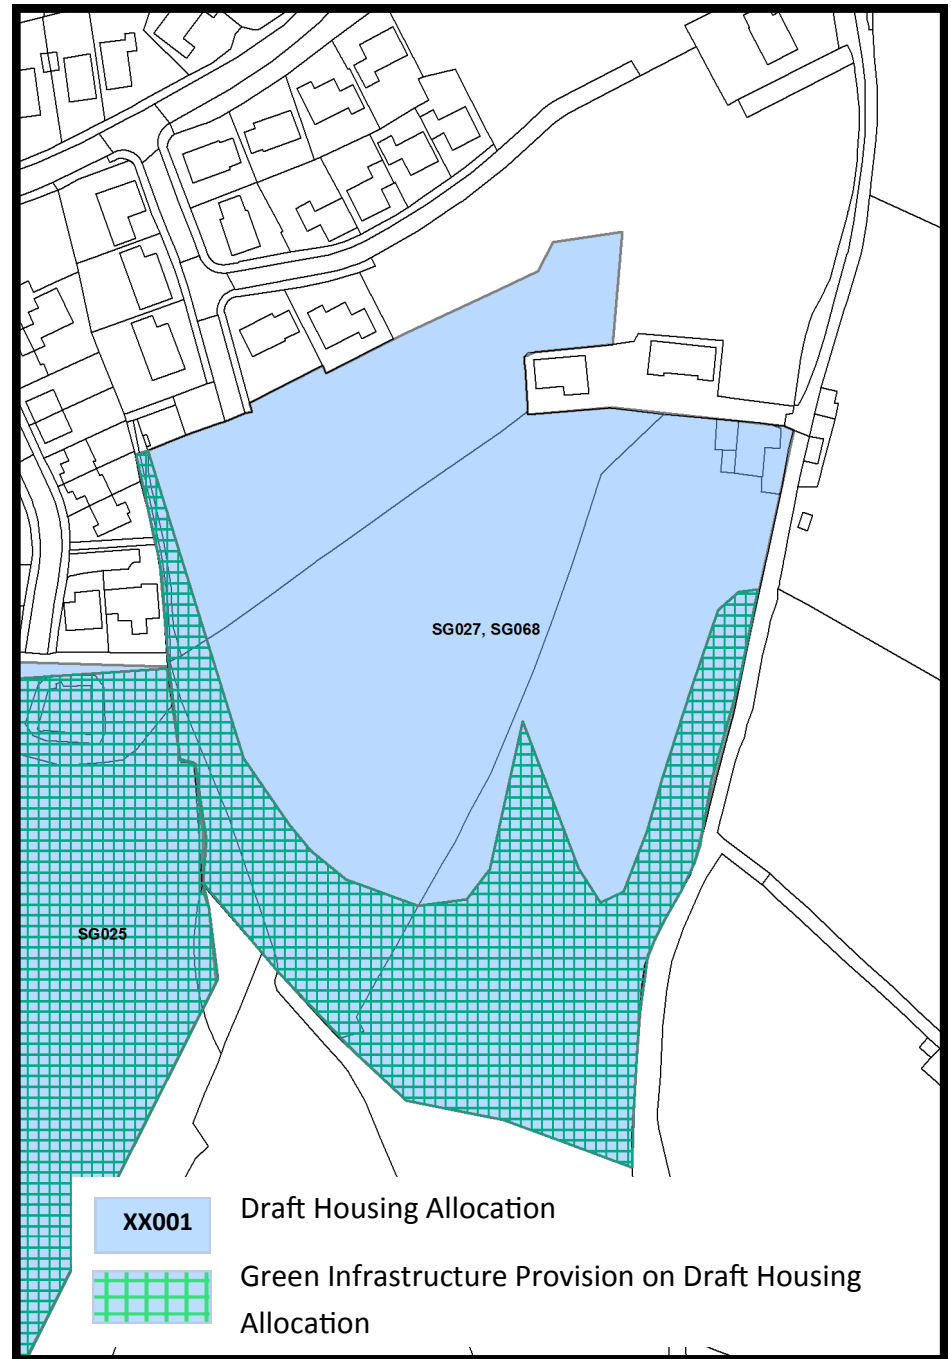 SG027, SG068
SG025
XX001
Draft Housing Allocation
Green Infrastructure Provision on Draft Housing
Allocation